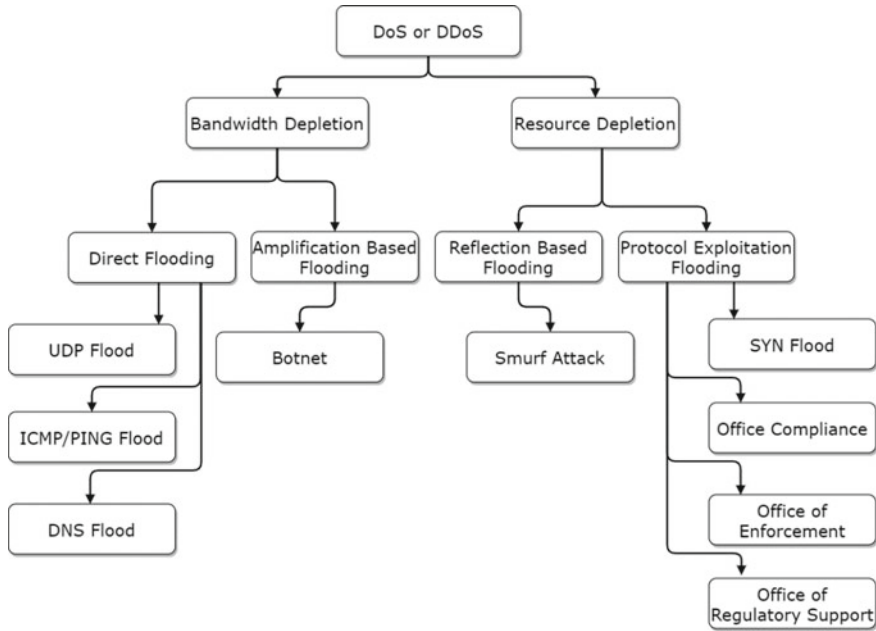 DoS or DDoS
Bandwidth Depletion
Resource Depletion
Direct Flooding
Amplification Based
Flooding
Reflection Based
Flooding
Protocol Exploitation
Flooding
UDP Flood
Botnet
Smurf Attack
SYN Flood
ICMP/PING Flood
Office Compliance
DNS Flood
Office of
Enforcement
Office of
Regulatory Support